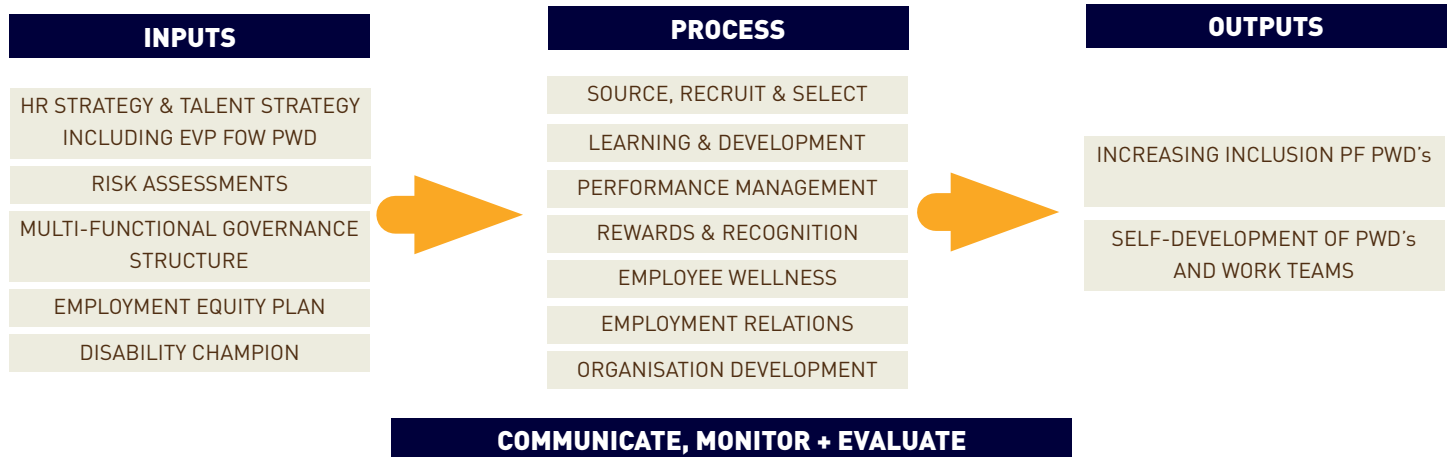 INPUTS
HR STRATEGY & TALENT STRATEGY
INCLUDING EVP FOW PWD
RISK ASSESSMENTS
MULTI-FUNCTIONAL GOVERNANCE
STRUCTURE
EMPLOYMENT EQUITY PLAN
DISABILITY CHAMPION
PROCESS
SOURCE, RECRUIT & SELECT
LEARNING & DEVELOPMENT
PERFORMANCE MANAGEMENT
REWARDS & RECOGNITION
EMPLOYEE WELLNESS
EMPLOYMENT RELATIONS
ORGANISATION DEVELOPMENT
OUTPUTS
INCREASING INCLUSION PF PWD's
SELF-DEVELOPMENT OF PWD's
AND WORK TEAMS
COMMUNICATE, MONITOR + EVALUATE